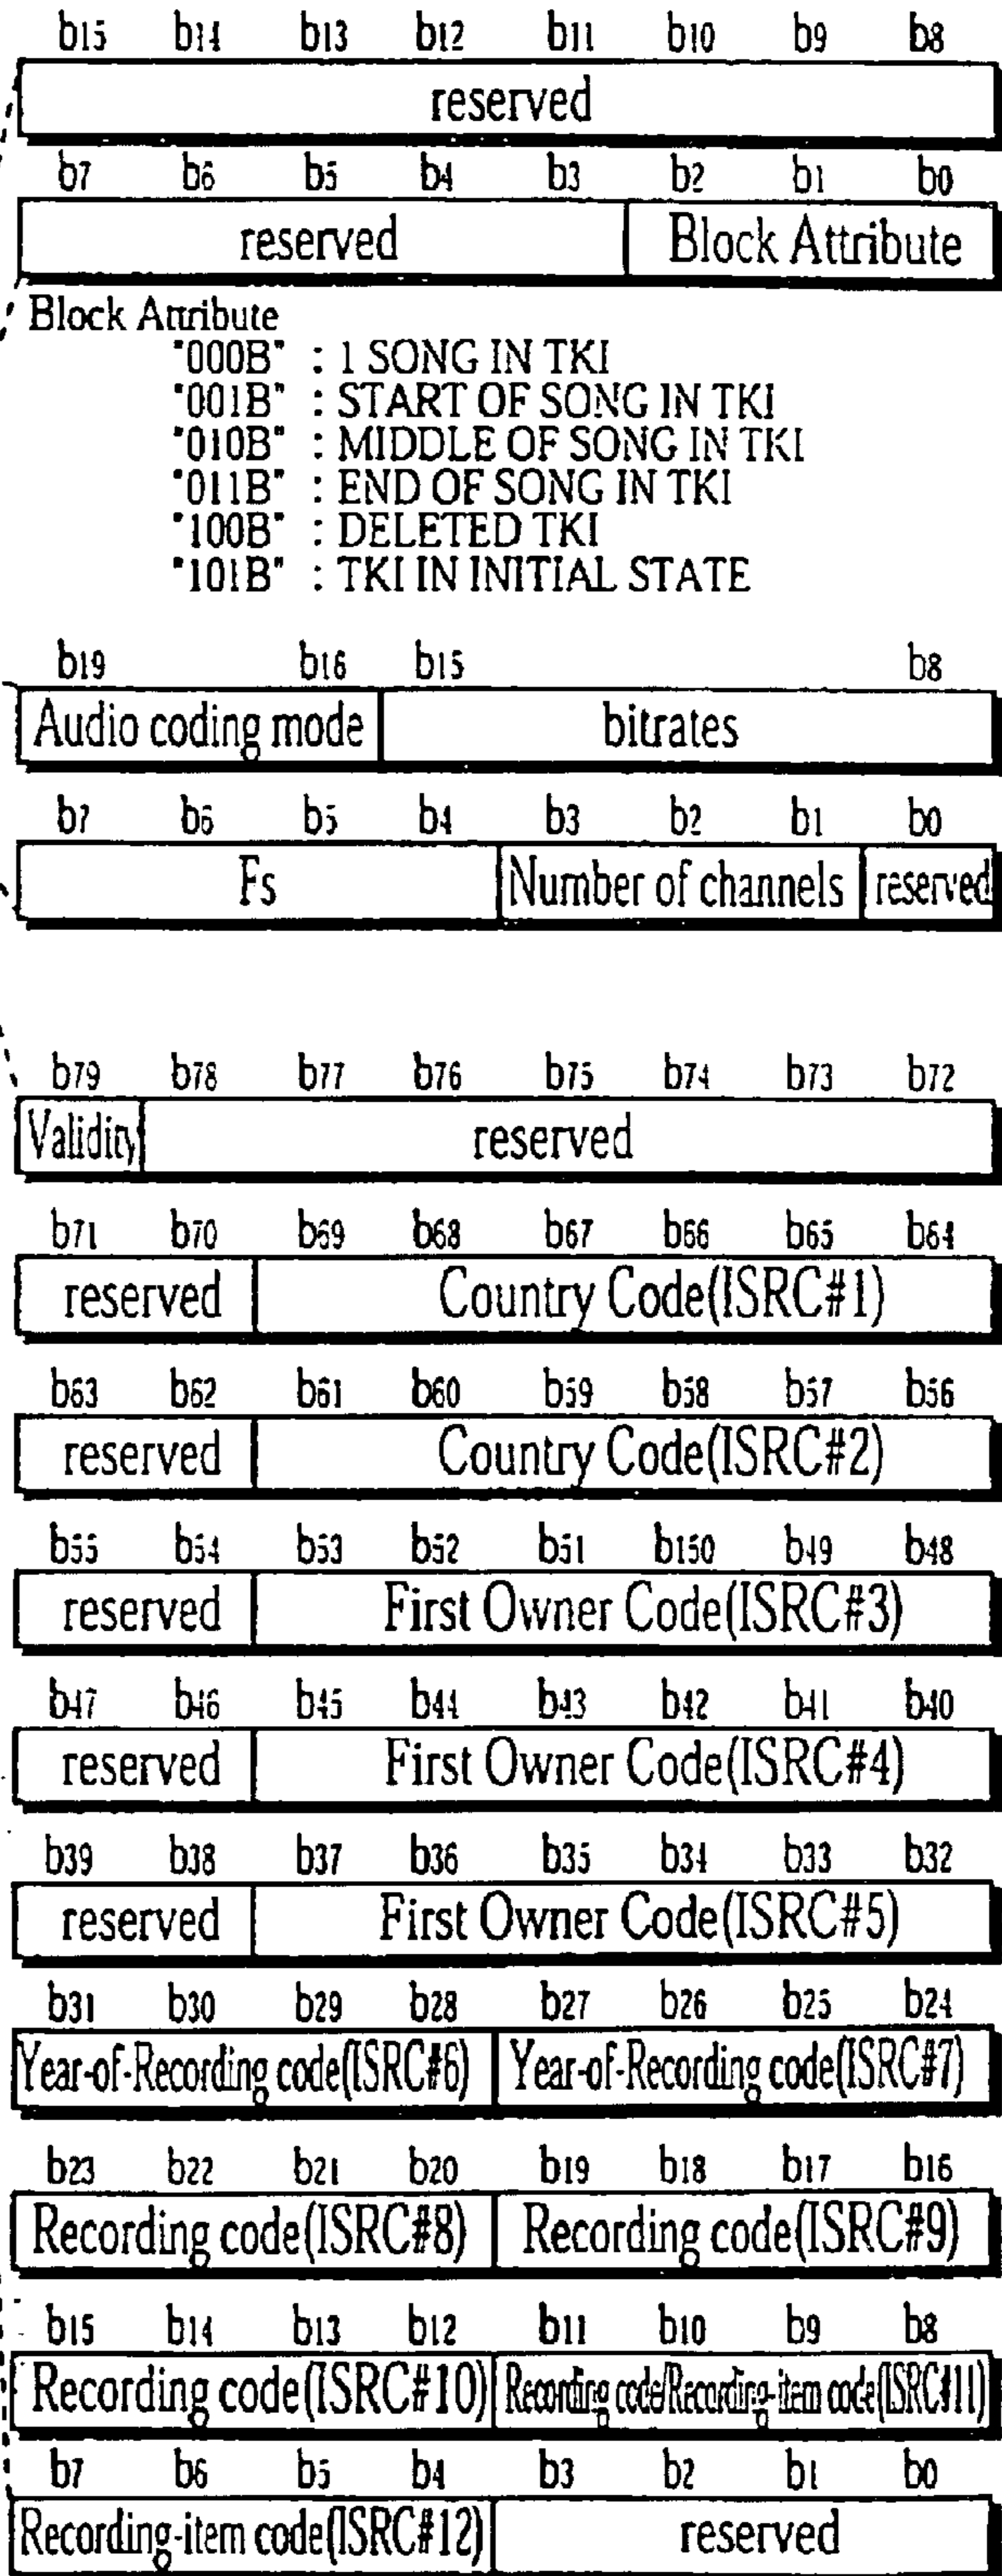 b15 b14 b13 b12 b11 b10 b9 b8
reserved
b7 b6 b5 b4 b3 b2 b1 b0
reserved Block Attribute
Block Attribute
"000B" : 1 SONG IN TKI
"001B" : START OF SONG IN TKI
"010B" : MIDDLE OF SONG IN TKI
"011B" : END OF SONG IN TKI
"100B" : DELETED TKI
"101B" : TKI IN INITIAL STATE
b19 b16 b15 b8
Audio coding mode bitrates
b7 b6 b5 b4 b3 b2 b1 b0
Fs Number of channels reserved
b79 b78 b77 b76 b75 b74 b73 b72
Validity reserved
b71 b70 b69 b68 b67 b66 b65 b64
reserved Country Code(ISRC#1)
b63 b62 b61 b60 b59 b58 b57 b56
reserved Country Code(ISRC#2)
b55 b54 b53 b52 b51 b150 b49 b48
reserved First Owner Code(ISRC#3)
b47 b46 b45 b44 b43 b42 b41 b40
reserved First Owner Code(ISRC#4)
b39 b38 b37 b36 b35 b34 b33 b32
reserved First Owner Code(ISRC#5)
b31 b30 b29 b28 b27 b26 b25 b24
Year-of-Recording code(ISRC#6) Year-of-Recording code(ISRC#7)
b23 b22 b21 b20 b19 b18 b17 b16
Recording code(ISRC#8) Recording code(ISRC#9)
b15 b14 b13 b12 b11 b10 b9 b8
Recording code(ISRC#10) Recording code/Recording-item code(ISRC#11)
b7 b6 b5 b4 b3 b2 b1 b0
Recording-item code(ISRC#12) reserved